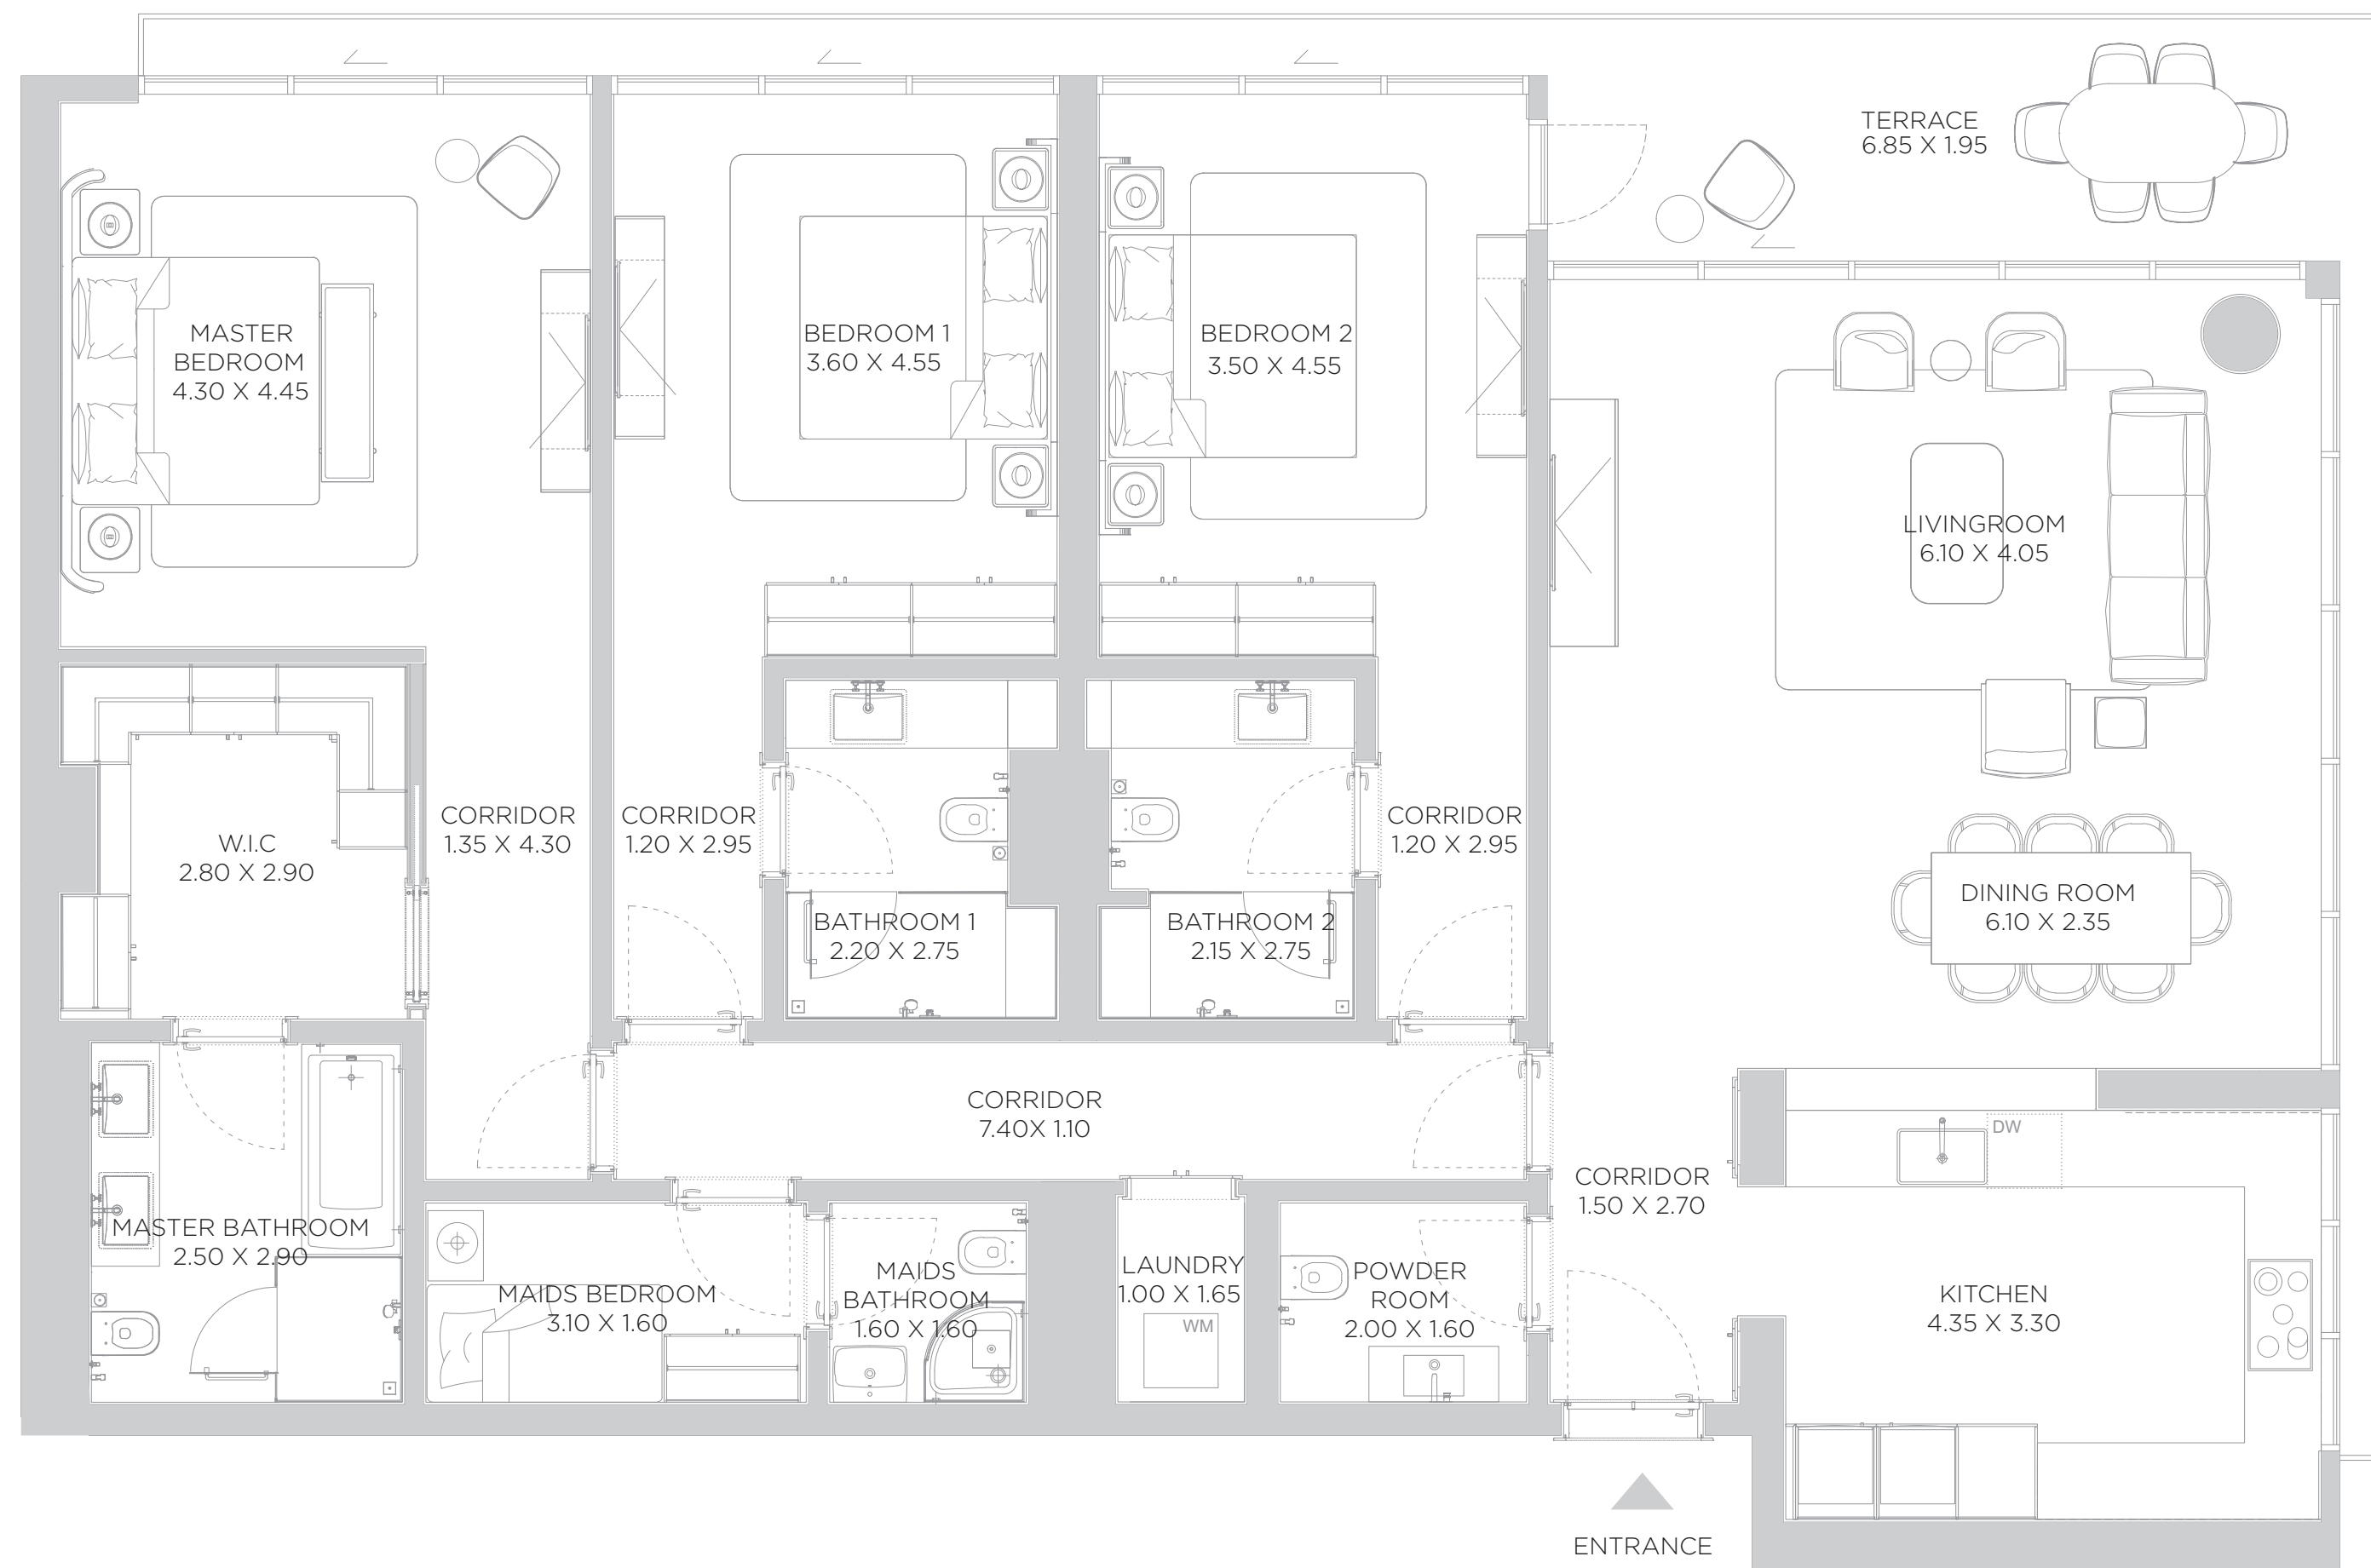 TERRACE
6.85 X 1.95
MASTER
BEDROOM
4.30 X 4.45
BEDROOM 1
3.60 X 4.55
BEDROOM 2
3.50 X 4.55
LIVINGROOM
6.10 X 4.05
W.I.C
2.80 X 2.90
CORRIDOR
1.35 X 4.30
CORRIDOR
1.20 X 2.95
BATHROOM 1
2.20 X 2.75
BATHROOM 2
2.15 X 2.75
CORRIDOR
1.20 X 2.95
DINING ROOM
6.10 X 2.35
CORRIDOR
7.40X 1.10
DW
CORRIDOR
1.50 X 2.70
MASTER BATHROOM
2.50 X 2.90
MAIDS BEDROOM
3.10 X 1.60
MAIDS
BATHROOM
1.60 X 1.60
LAUNDRY
1.00 X 1.65
WM
POWDER
ROOM
2.00 X 1.60
KITCHEN
4.35 X 3.30
ENTRANCE